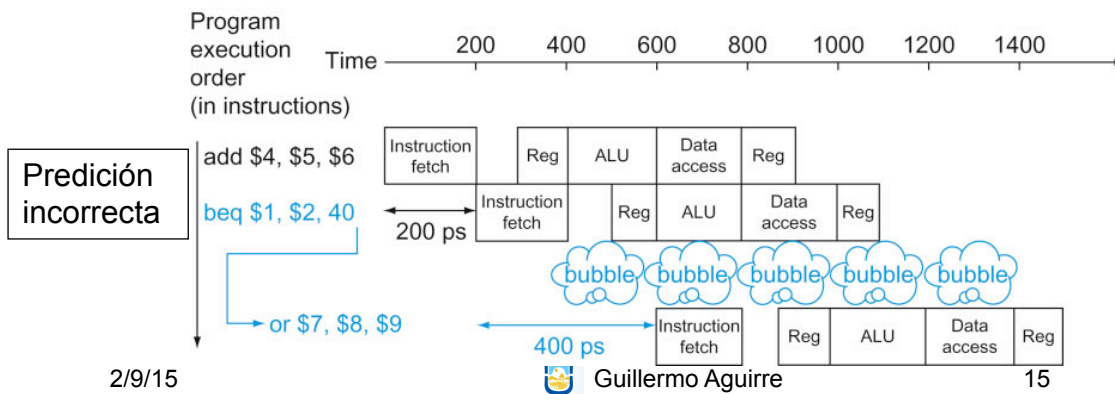 Program
execution
order
(in instructions)
Time
200 400 600 800 1000 1200 1400
Predición
incorrecta
add $4, $5, $6
Instruction
fetch
Reg
ALU
Data
access
Reg
beq $1, $2, 40
200 ps
Instruction
fetch
Reg
ALU
Data
access
Reg
bubble bubble bubble bubble bubble
or $7, $8, $9
400 ps
Instruction
fetch
Reg
ALU
Data
access
Reg
2/9/15 Guillermo Aguirre 15